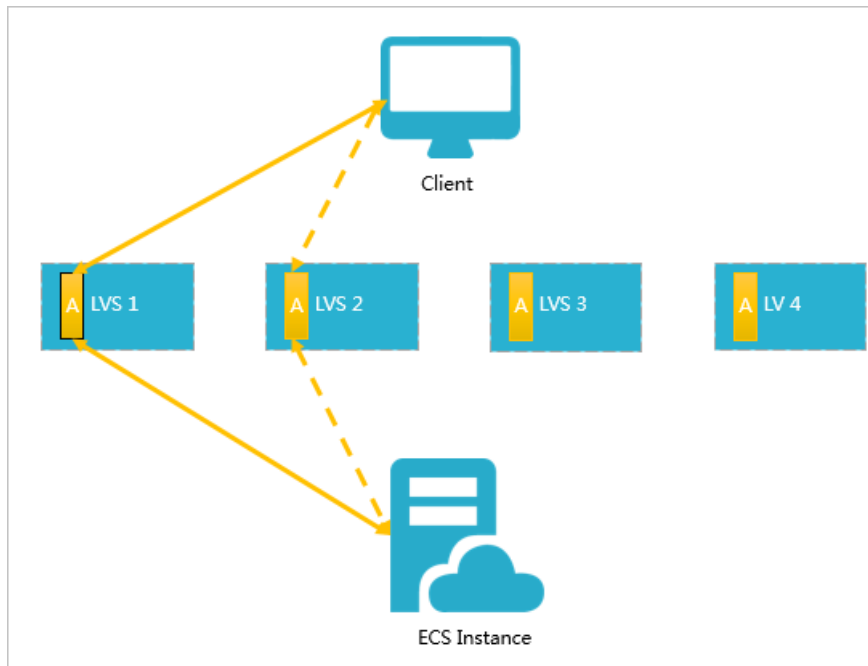 Client
A LVS 1
A LVS 2
A LVS 3
A LV 4
ECS Instance